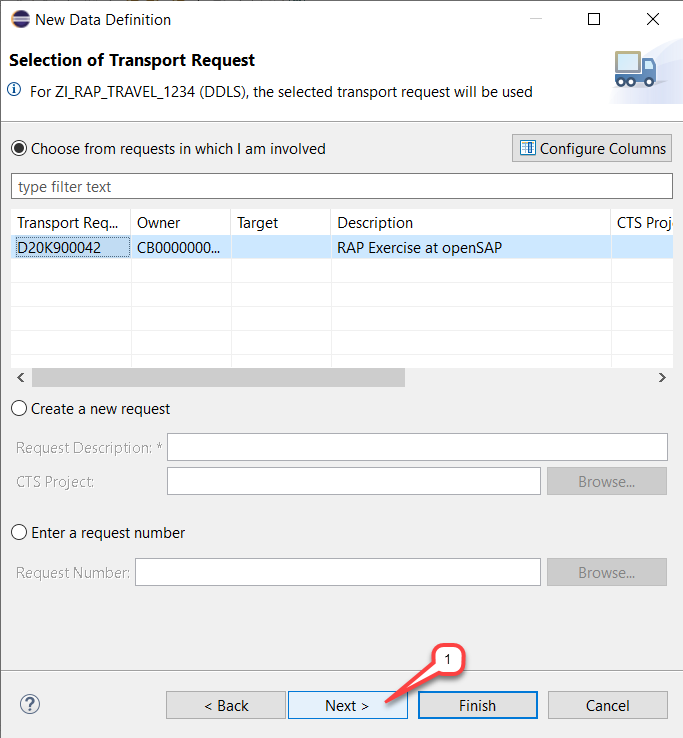 New Data Definition
Selection of Transport Request
For ZI_RAP_TRAVEL_1234 (DDLS), the selected transport request will be used
Choose from requests in which I am involved
Configure Columns
type filter text
Transport Req... Owner Target Description CTS Proj
D20K900042 CB0000000... RAP Exercise at openSAP
Create a new request
Request Description: *
CTS Project: Browse...
Enter a request number
Request Number: Browse...
1
? < Back Next > Finish Cancel